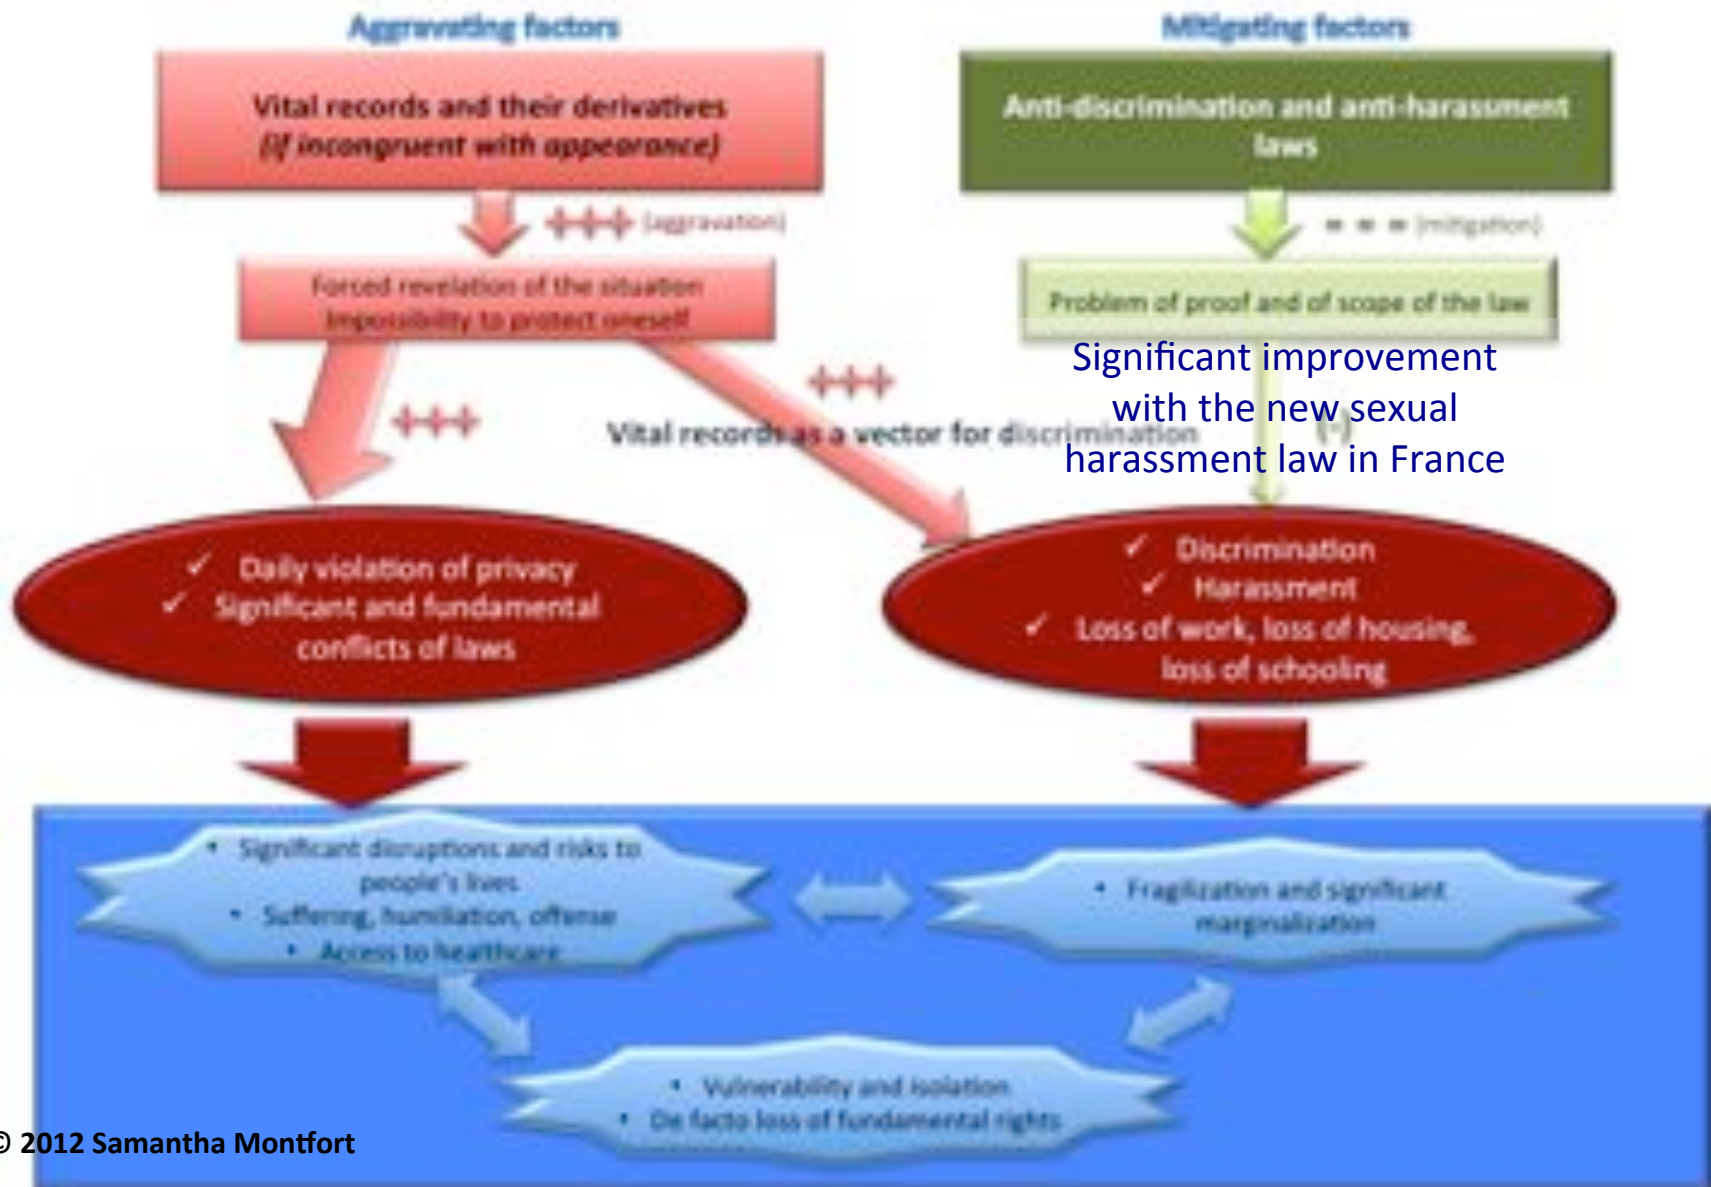 Aggravating factors
Mitigating factors
Vital records and their derivatives
(if incongruent with appearance)
Anti-discrimination and anti-harassment
laws
+++ (aggravation)
= = = (mitigation)
Forced revelation of the situation
Impossibility to protect oneself
Problem of proof and of scope of the law
Significant improvement
with the new sexual
harassment law in France
+++
+++
Vital records as a vector for discrimination
(-)
✓ Daily violation of privacy
✓ Significant and fundamental
conflicts of laws
✓ Discrimination
✓ Harassment
✓ Loss of work, loss of housing,
loss of schooling
• Significant disruptions and risks to
people's lives
• Suffering, humiliation, offense
• Access to healthcare
• Fragilization and significant
marginalization
• Vulnerability and isolation
• De facto loss of fundamental rights
© 2012 Samantha Montfort